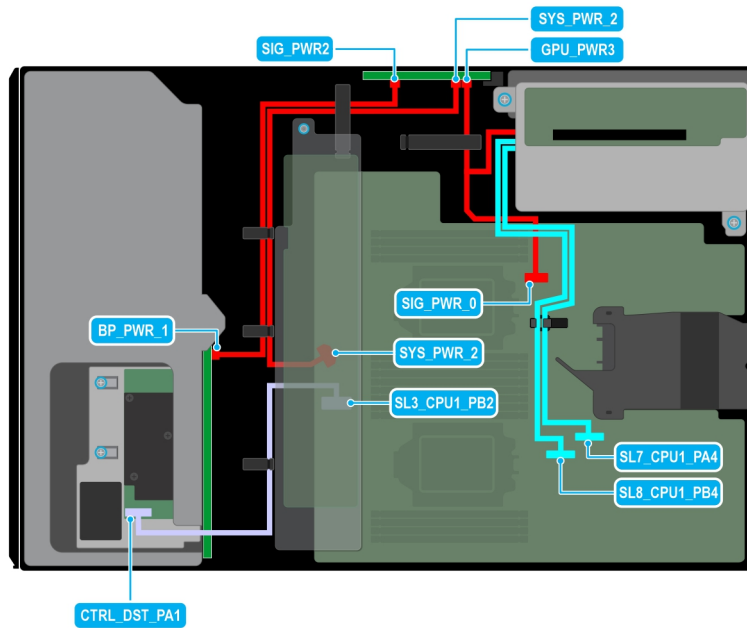 SYS_PWR_2
SIG_PWR2
GPU_PWR3
SIG_PWR_0
BP_PWR_1
SYS_PWR_2
SL3_CPU1_PB2
SL7_CPU1_PA4
SL8_CPU1_PB4
CTRL_DST_PA1